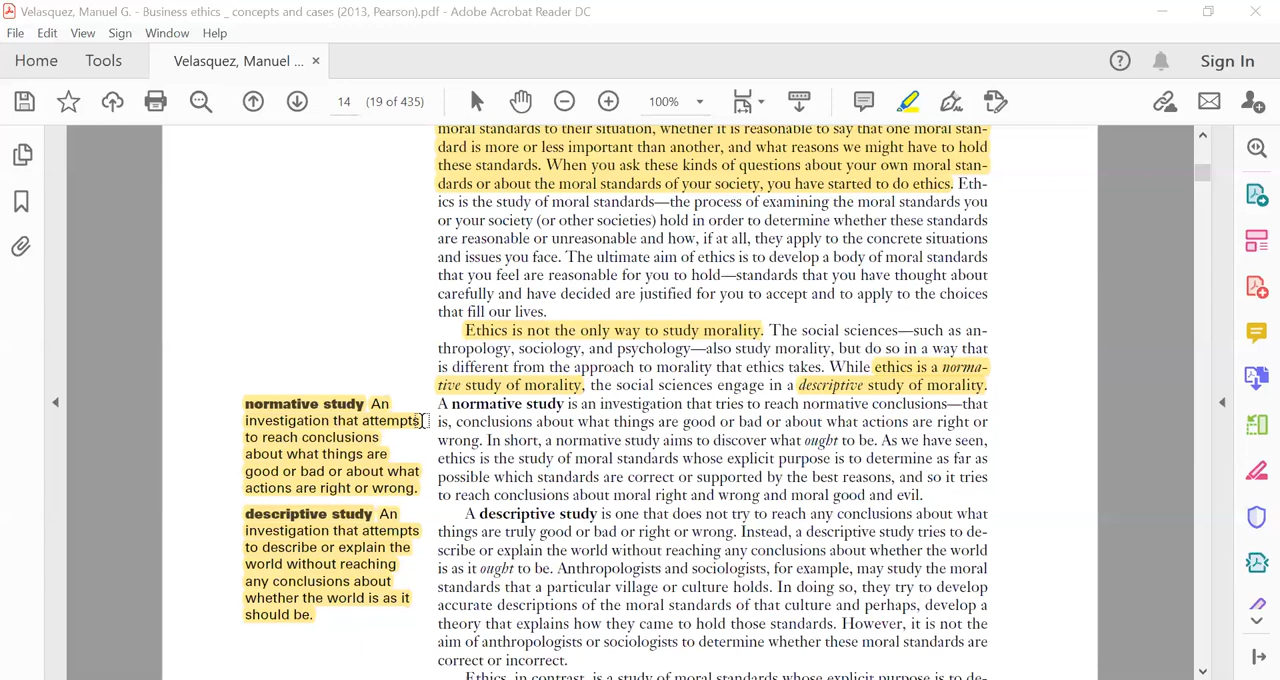 Velasquez, Manuel G. - Business ethics _ concepts and cases (2013, Pearson).pdf - Adobe Acrobat Reader DC
File Edit View Sign Window Help
Home Tools Velasquez, Manuel ... × Sign In
14 (19 of 435) 100%
moral standards to their situation, whether it is reasonable to say that one moral stan-
dard is more or less important than another, and what reasons we might have to hold
these standards. When you ask these kinds of questions about your own moral stan-
dards or about the moral standards of your society, you have started to do ethics. Eth-
ics is the study of moral standards—the process of examining the moral standards you
or your society (or other societies) hold in order to determine whether these standards
are reasonable or unreasonable and how, if at all, they apply to the concrete situations
and issues you face. The ultimate aim of ethics is to develop a body of moral standards
that you feel are reasonable for you to hold—standards that you have thought about
carefully and have decided are justified for you to accept and to apply to the choices
that fill our lives.
Ethics is not the only way to study morality. The social sciences—such as an-
thropology, sociology, and psychology—also study morality, but do so in a way that
is different from the approach to morality that ethics takes. While ethics is a norma-
tive study of morality, the social sciences engage in a descriptive study of morality.
A normative study is an investigation that tries to reach normative conclusions—that
is, conclusions about what things are good or bad or about what actions are right or
wrong. In short, a normative study aims to discover what ought to be. As we have seen,
ethics is the study of moral standards whose explicit purpose is to determine as far as
possible which standards are correct or supported by the best reasons, and so it tries
to reach conclusions about moral right and wrong and moral good and evil.
A descriptive study is one that does not try to reach any conclusions about what
things are truly good or bad or right or wrong. Instead, a descriptive study tries to de-
scribe or explain the world without reaching any conclusions about whether the world
is as it ought to be. Anthropologists and sociologists, for example, may study the moral
standards that a particular village or culture holds. In doing so, they try to develop
accurate descriptions of the moral standards of that culture and perhaps, develop a
theory that explains how they came to hold those standards. However, it is not the
aim of anthropologists or sociologists to determine whether these moral standards are
correct or incorrect.
Ethics, in contrast, is a study of moral standards whose explicit purpose is to de-
normative study An
investigation that attempts
to reach conclusions
about what things are
good or bad or about what
actions are right or wrong.
descriptive study An
investigation that attempts
to describe or explain the
world without reaching
any conclusions about
whether the world is as it
should be.